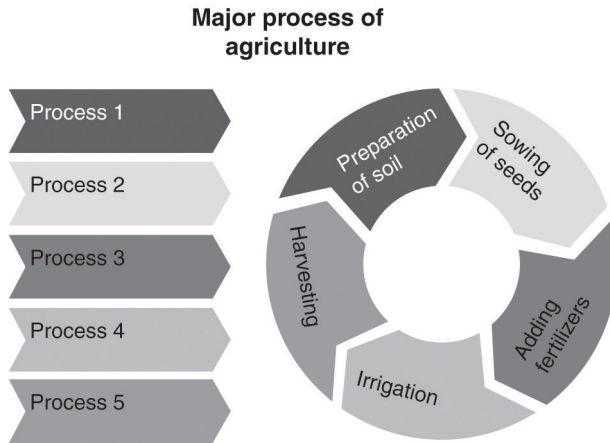 Major process of
agriculture
Process 1
Process 2
Process 3
Process 4
Process 5
Preparation
of soil
Sowing
of seeds
Adding
fertilizers
Irrigation
Harvesting